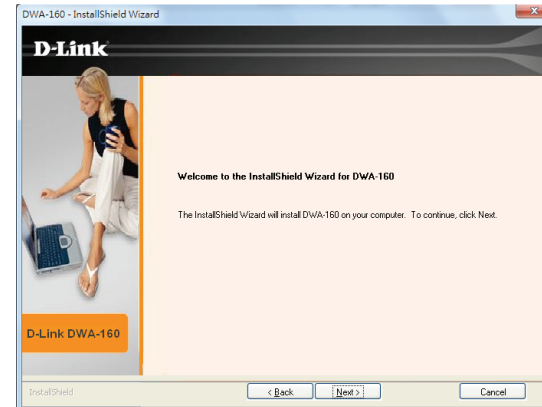 DWA-160 - InstallShield Wizard
D-Link
Welcome to the InstallShield Wizard for DWA-160
The InstallShield Wizard will install DWA-160 on your computer. To continue, click Next.
D-Link DWA-160
InstallShield
< Back
Next >
Cancel